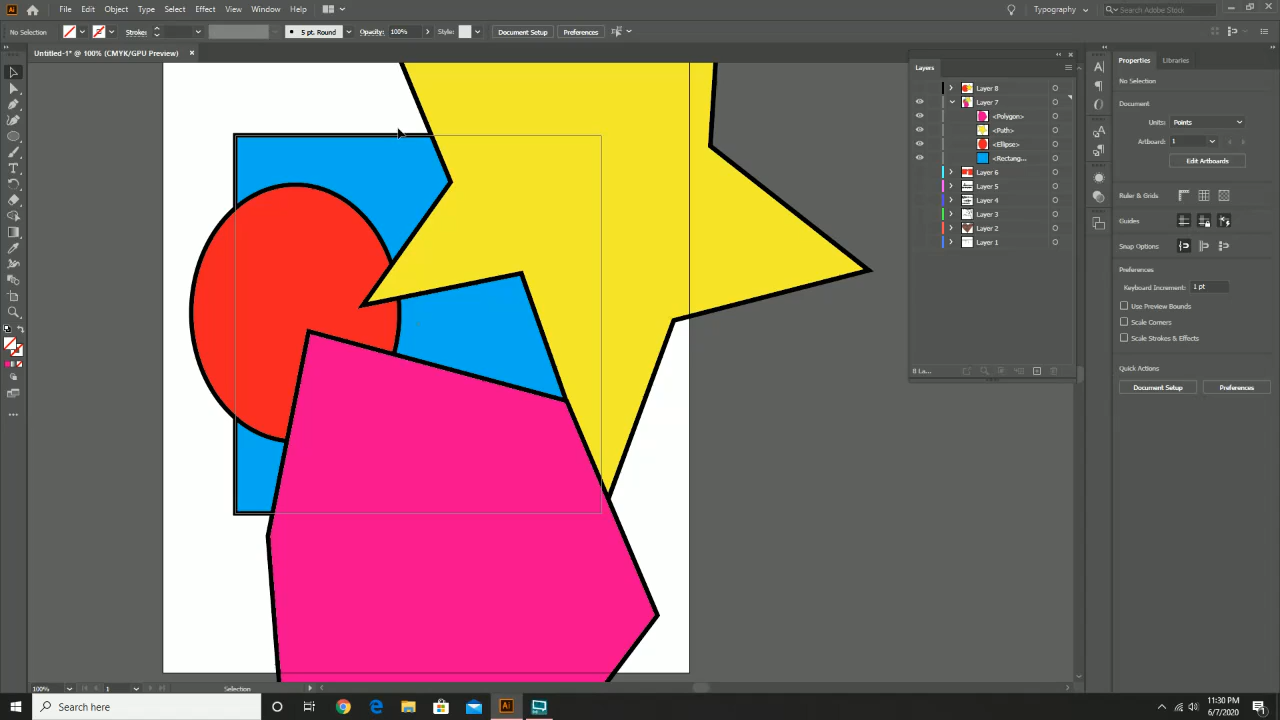 Ai File Edit Object Type Select Effect View Window Help Typography Search Adobe Stock
No Selection Stroke: 5 pt. Round Opacity: 100% Style: Document Setup Preferences
Untitled-1* @ 100% (CMYK/GPU Preview)
Layers
Layer 8
Layer 7
<Polygon>
<Path>
<Ellipse>
<Rectang...
Layer 6
Layer 5
Layer 4
Layer 3
Layer 2
Layer 1
8 La...
Properties Libraries
No Selection
Document
Units: Points
Artboard: 1
Edit Artboards
Ruler & Grids
Guides
Snap Options
Preferences
Keyboard Increment: 1 pt
Use Preview Bounds
Scale Corners
Scale Strokes & Effects
Quick Actions
Document Setup Preferences
100% 1 Selection
Search here
Ai
11:30 PM
6/7/2020